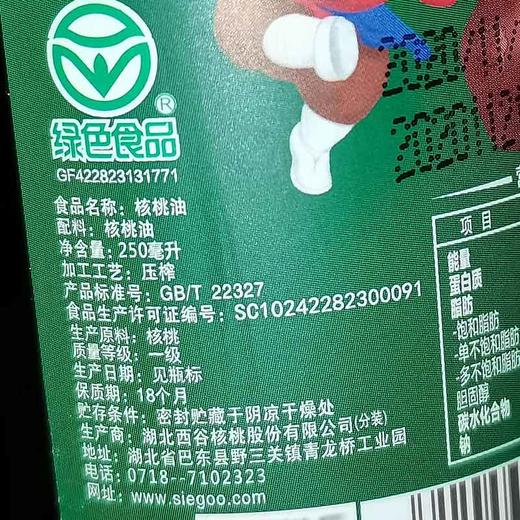 绿色食品®
GF422823131771
食品名称：核桃油
配料：核桃油
净含量：250毫升
加工工艺：压榨
产品标准号：GB/T 22327
食品生产许可证编号：SC10242282300091
生产原料：核桃
质量等级：一级
生产日期：见瓶标
保质期：18个月
贮存条件：密封贮藏于阴凉干燥处
生产商：湖北西谷核桃股份有限公司(分装)
地址：湖北省巴东县野三关镇青龙桥工业园
电话：0718--7102323
网址：www.siegoo.com
项目
能量
蛋白质
脂肪
-饱和脂肪
-单不饱和脂肪
-多不饱和脂肪
胆固醇
碳水化合物
钠